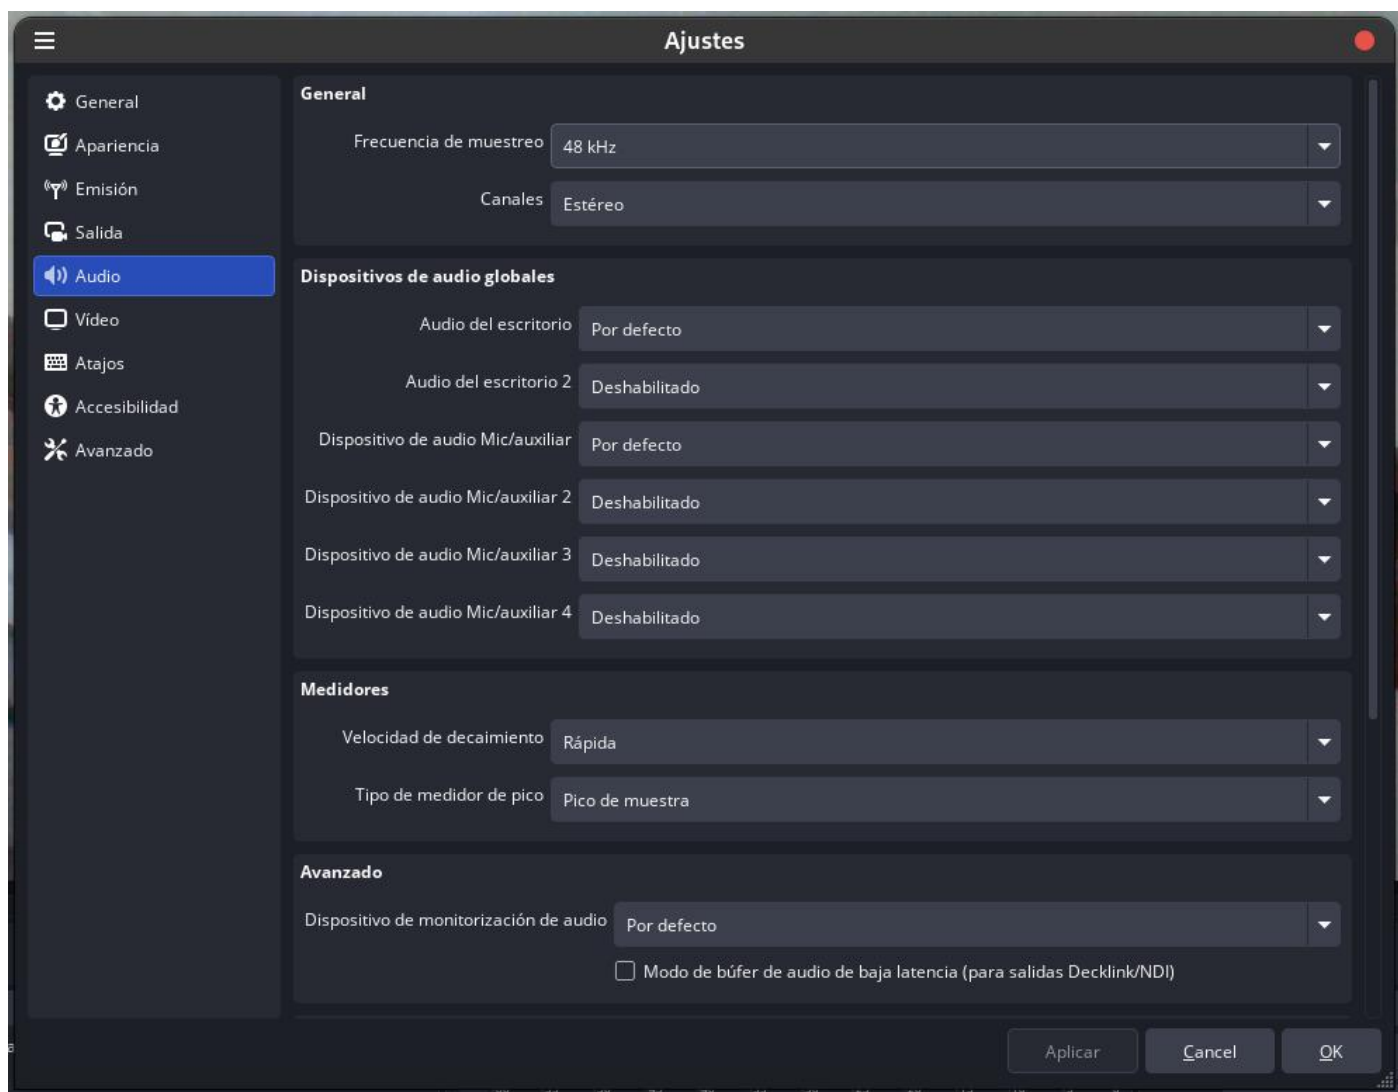 Ajustes
General
Apariencia
Emisión
Salida
Audio
Vídeo
Atajos
Accesibilidad
Avanzado
General
Frecuencia de muestreo 48 kHz
Canales Estéreo
Dispositivos de audio globales
Audio del escritorio Por defecto
Audio del escritorio 2 Deshabilitado
Dispositivo de audio Mic/auxiliar Por defecto
Dispositivo de audio Mic/auxiliar 2 Deshabilitado
Dispositivo de audio Mic/auxiliar 3 Deshabilitado
Dispositivo de audio Mic/auxiliar 4 Deshabilitado
Medidores
Velocidad de decaimiento Rápida
Tipo de medidor de pico Pico de muestra
Avanzado
Dispositivo de monitorización de audio Por defecto
Modo de búfer de audio de baja latencia (para salidas Decklink/NDI)
Aplicar Cancel OK